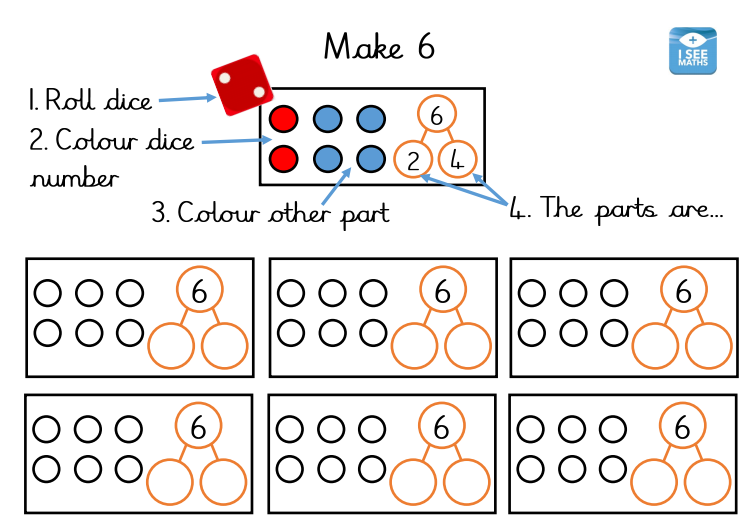 Make 6
I SEE
MATHS
1. Roll dice
2. Colour dice
number
6
2 4
3. Colour other part
4. The parts are...
6 6 6
6 6 6